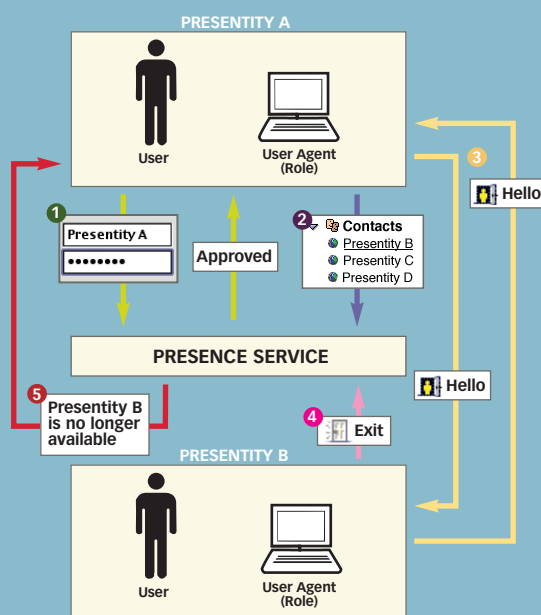 PRESENTITY A
User
User Agent
(Role)
3
Hello
1
Presentity A
••••••••
Approved
2
Contacts
Presentity B
Presentity C
Presentity D
PRESENCE SERVICE
5
Presentity B
is no longer
available
4
Exit
Hello
PRESENTITY B
User
User Agent
(Role)